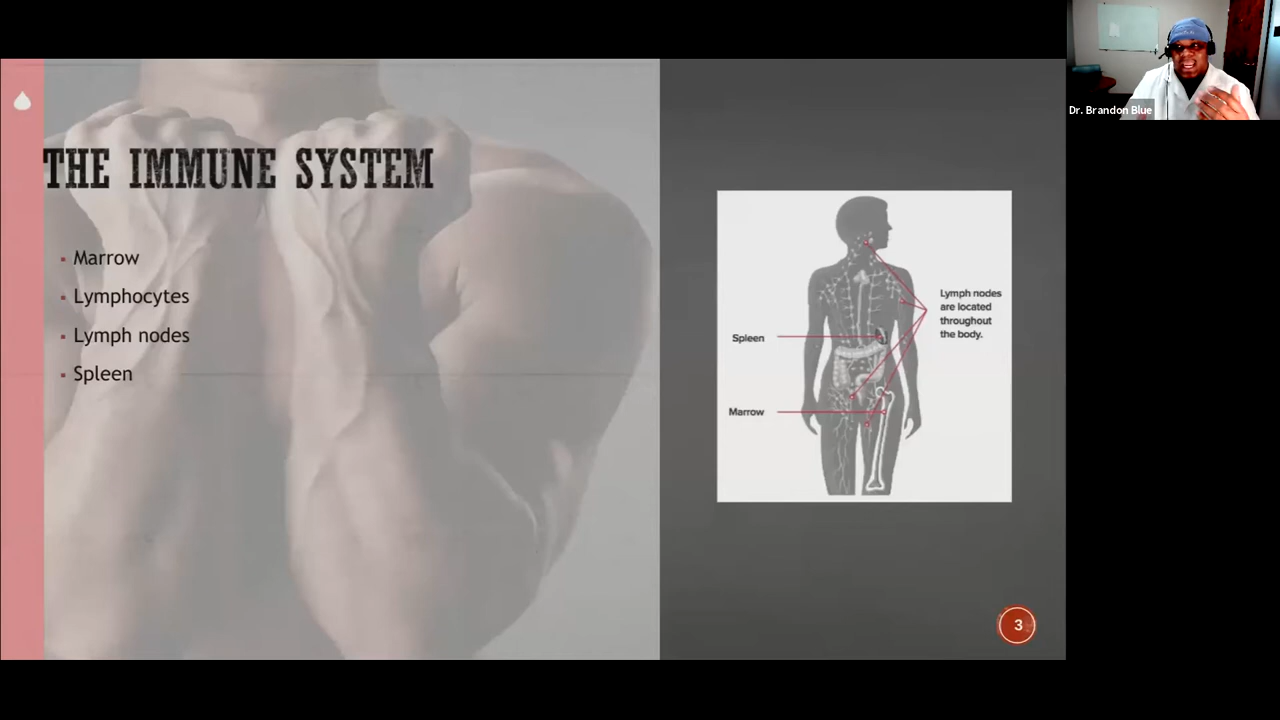 THE IMMUNE SYSTEM
Marrow
Lymphocytes
Lymph nodes
Spleen
Spleen
Marrow
Lymph nodes
are located
throughout
the body.
3
Dr. Brandon Blue